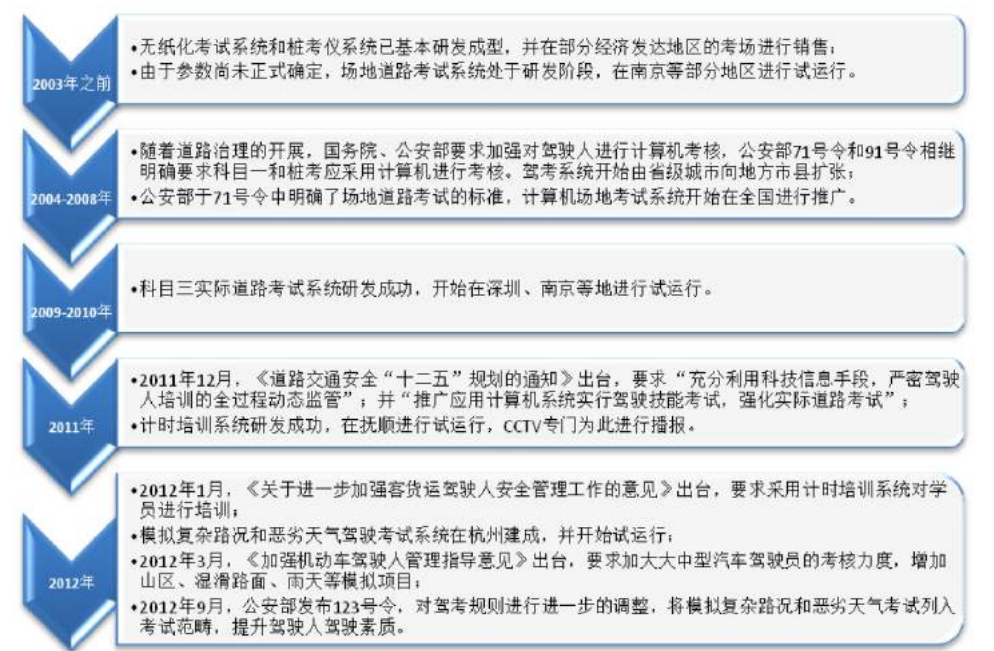 2003年之前
•无纸化考试系统和桩考仪系统已基本研发成型，并在部分经济发达地区的考场进行销售；
•由于参数尚未正式确定，场地道路考试系统处于研发阶段，在南京等部分地区进行试运行。
2004-2008年
•随着道路治理的开展，国务院、公安部要求加强对驾驶人进行计算机考核，公安部71号令和91号令相继
明确要求科目一和桩考应采用计算机进行考核。驾考系统开始由省级城市向地方市县扩张；
•公安部于71号令中明确了场地道路考试的标准，计算机场地考试系统开始在全国进行推广。
2009-2010年
•科目三实际道路考试系统研发成功，开始在深圳、南京等地进行试运行。
2011年
•2011年12月，《道路交通安全“十二五”规划的通知》出台，要求“充分利用科技信息手段，严密驾驶
人培训的全过程动态监管”；并“推广应用计算机系统实行驾驶技能考试，强化实际道路考试”；
•计时培训系统研发成功，在抚顺进行试运行，CCTV专门为此进行播报。
2012年
•2012年1月，《关于进一步加强客货运驾驶人安全管理工作的意见》出台，要求采用计时培训系统对学
员进行培训；
•模拟复杂路况和恶劣天气驾驶考试系统在杭州建成，并开始试运行；
•2012年3月，《加强机动车驾驶人管理指导意见》出台，要求加大大中型汽车驾驶员的考核力度，增加
山区、湿滑路面、雨天等模拟项目；
•2012年9月，公安部发布123号令，对驾考规则进行进一步的调整，将模拟复杂路况和恶劣天气考试列入
考试范畴，提升驾驶人驾驶素质。